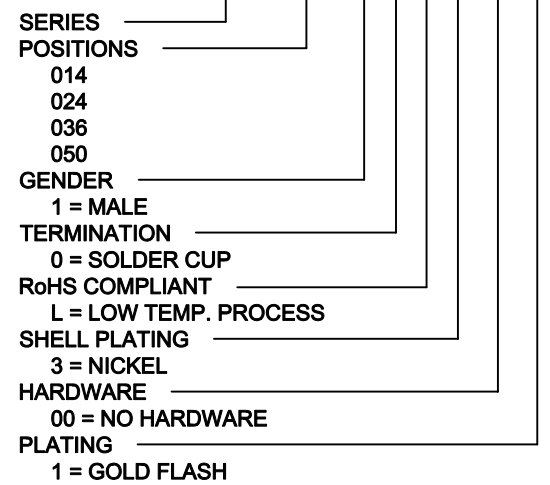 SERIES
POSITIONS
014
024
036
050
GENDER
1 = MALE
TERMINATION
0 = SOLDER CUP
RoHS COMPLIANT
L = LOW TEMP. PROCESS
SHELL PLATING
3 = NICKEL
HARDWARE
00 = NO HARDWARE
PLATING
1 = GOLD FLASH